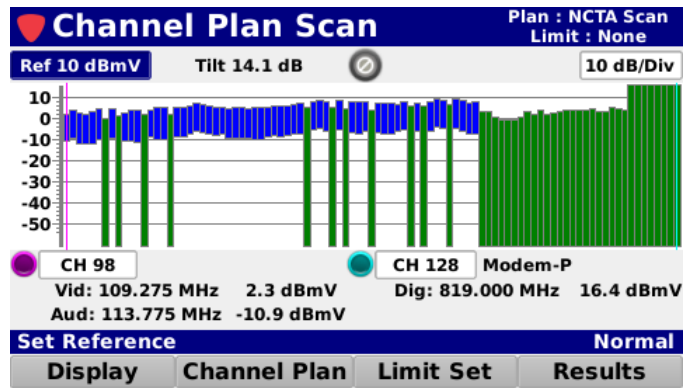 Channel Plan Scan
Plan : NCTA Scan
Limit : None
Ref 10 dBmV
Tilt 14.1 dB
10 dB/Div
10
0
-10
-20
-30
-40
-50
CH 98
CH 128 Modem-P
Vid: 109.275 MHz 2.3 dBmV
Dig: 819.000 MHz 16.4 dBmV
Aud: 113.775 MHz -10.9 dBmV
Set Reference
Normal
Display
Channel Plan
Limit Set
Results